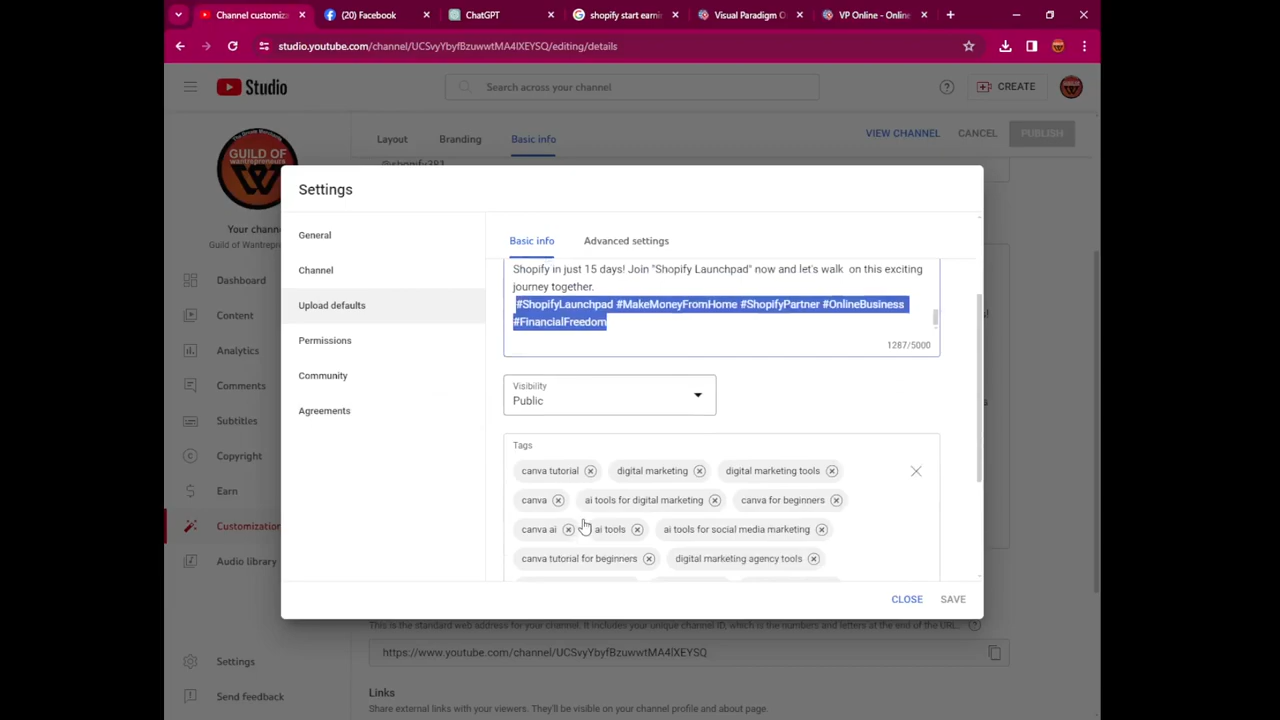 Channel customiza
(20) Facebook
ChatGPT
shopify start earni
Visual Paradigm O
VP Online - Online
studio.youtube.com/channel/UCSvyYbyfBzuwwtMA4lXEYSQ/editing/details
Studio
Search across your channel
CREATE
Layout
Branding
Basic info
VIEW CHANNEL
CANCEL
PUBLISH
GUILD OF
@shopify3P1
Your chann
Guild of Wantrepreneu
Dashboard
Content
Analytics
Comments
Subtitles
Copyright
Earn
Customization
Audio library
Settings
Send feedback
Settings
General
Channel
Upload defaults
Permissions
Community
Agreements
Basic info
Advanced settings
Shopify in just 15 days! Join "Shopify Launchpad" now and let's walk on this exciting
journey together.
#ShopifyLaunchpad #MakeMoneyFromHome #ShopifyPartner #OnlineBusiness
#FinancialFreedom
1287/5000
Visibility
Public
Tags
canva tutorial
digital marketing
digital marketing tools
canva
ai tools for digital marketing
canva for beginners
canva ai
ai tools
ai tools for social media marketing
canva tutorial for beginners
digital marketing agency tools
CLOSE
SAVE
This is the standard web address for your channel. It includes your unique channel ID, which is the numbers and letters at the end of the URL...
https://www.youtube.com/channel/UCSvyYbyfBzuwwtMA4lXEYSQ
Links
Share external links with your viewers. They'll be visible on your channel profile and about page.